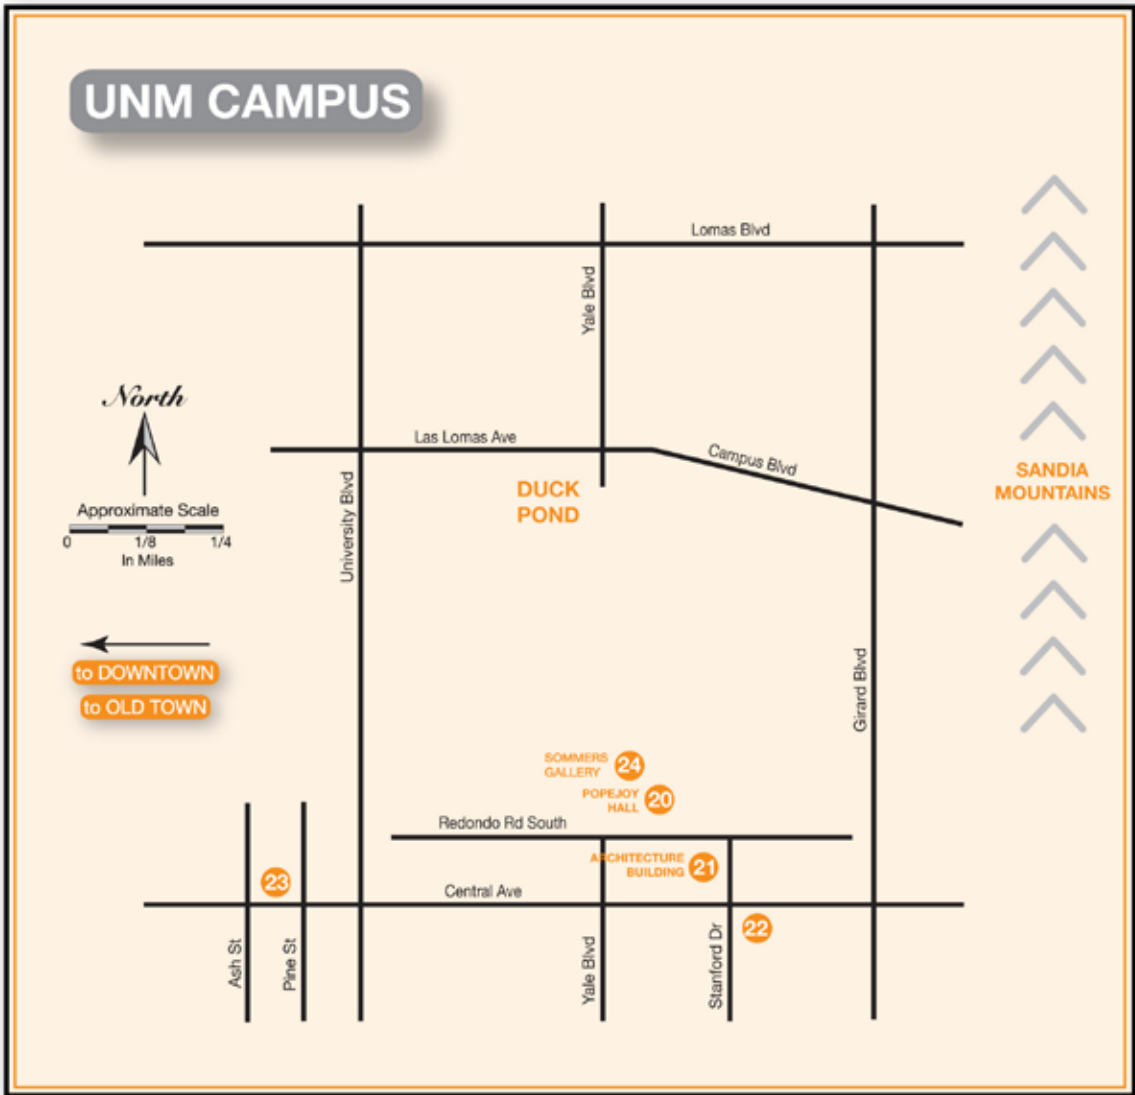 UNM CAMPUS
Lomas Blvd
Yale Blvd
North
Las Lomas Ave
Campus Blvd
SANDIA
MOUNTAINS
DUCK
POND
University Blvd
Approximate Scale
0 1/8 1/4
In Miles
to DOWNTOWN
to OLD TOWN
Girard Blvd
SOMMERS
GALLERY
24
POPEJOY
HALL
20
Redondo Rd South
ARCHITECTURE
BUILDING
21
23
Central Ave
22
Ash St
Pine St
Yale Blvd
Stanford Dr